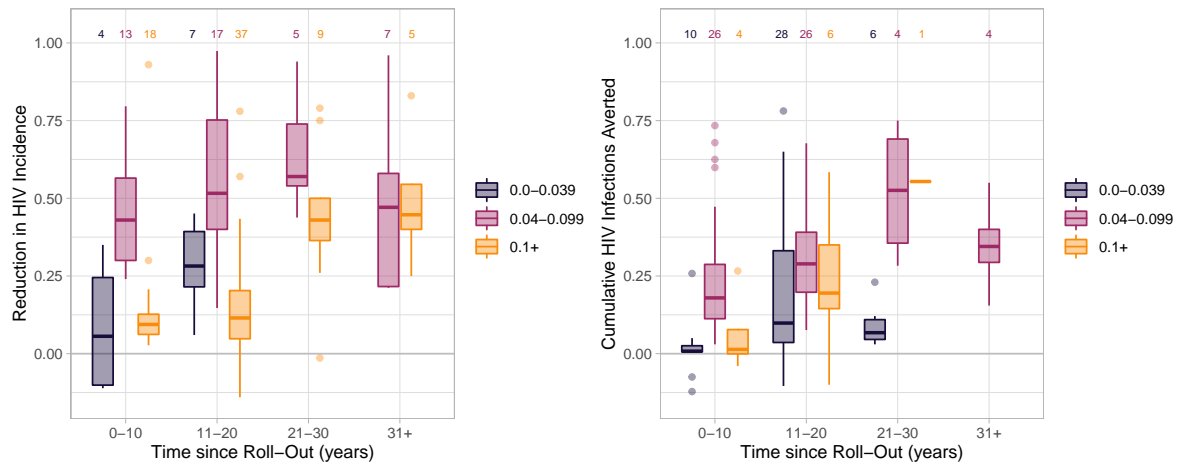 4 13 18 7 17 37 5 9 7 5
1.00
0.75
0.50
0.25
0.00
Reduction in HIV Incidence
0−10 11−20 21−30 31+
Time since Roll−Out (years)
0.0−0.039
0.04−0.099
0.1+
10 26 4 28 26 6 6 4 1 4
1.00
0.75
0.50
0.25
0.00
Cumulative HIV Infections Averted
0−10 11−20 21−30 31+
Time since Roll−Out (years)
0.0−0.039
0.04−0.099
0.1+